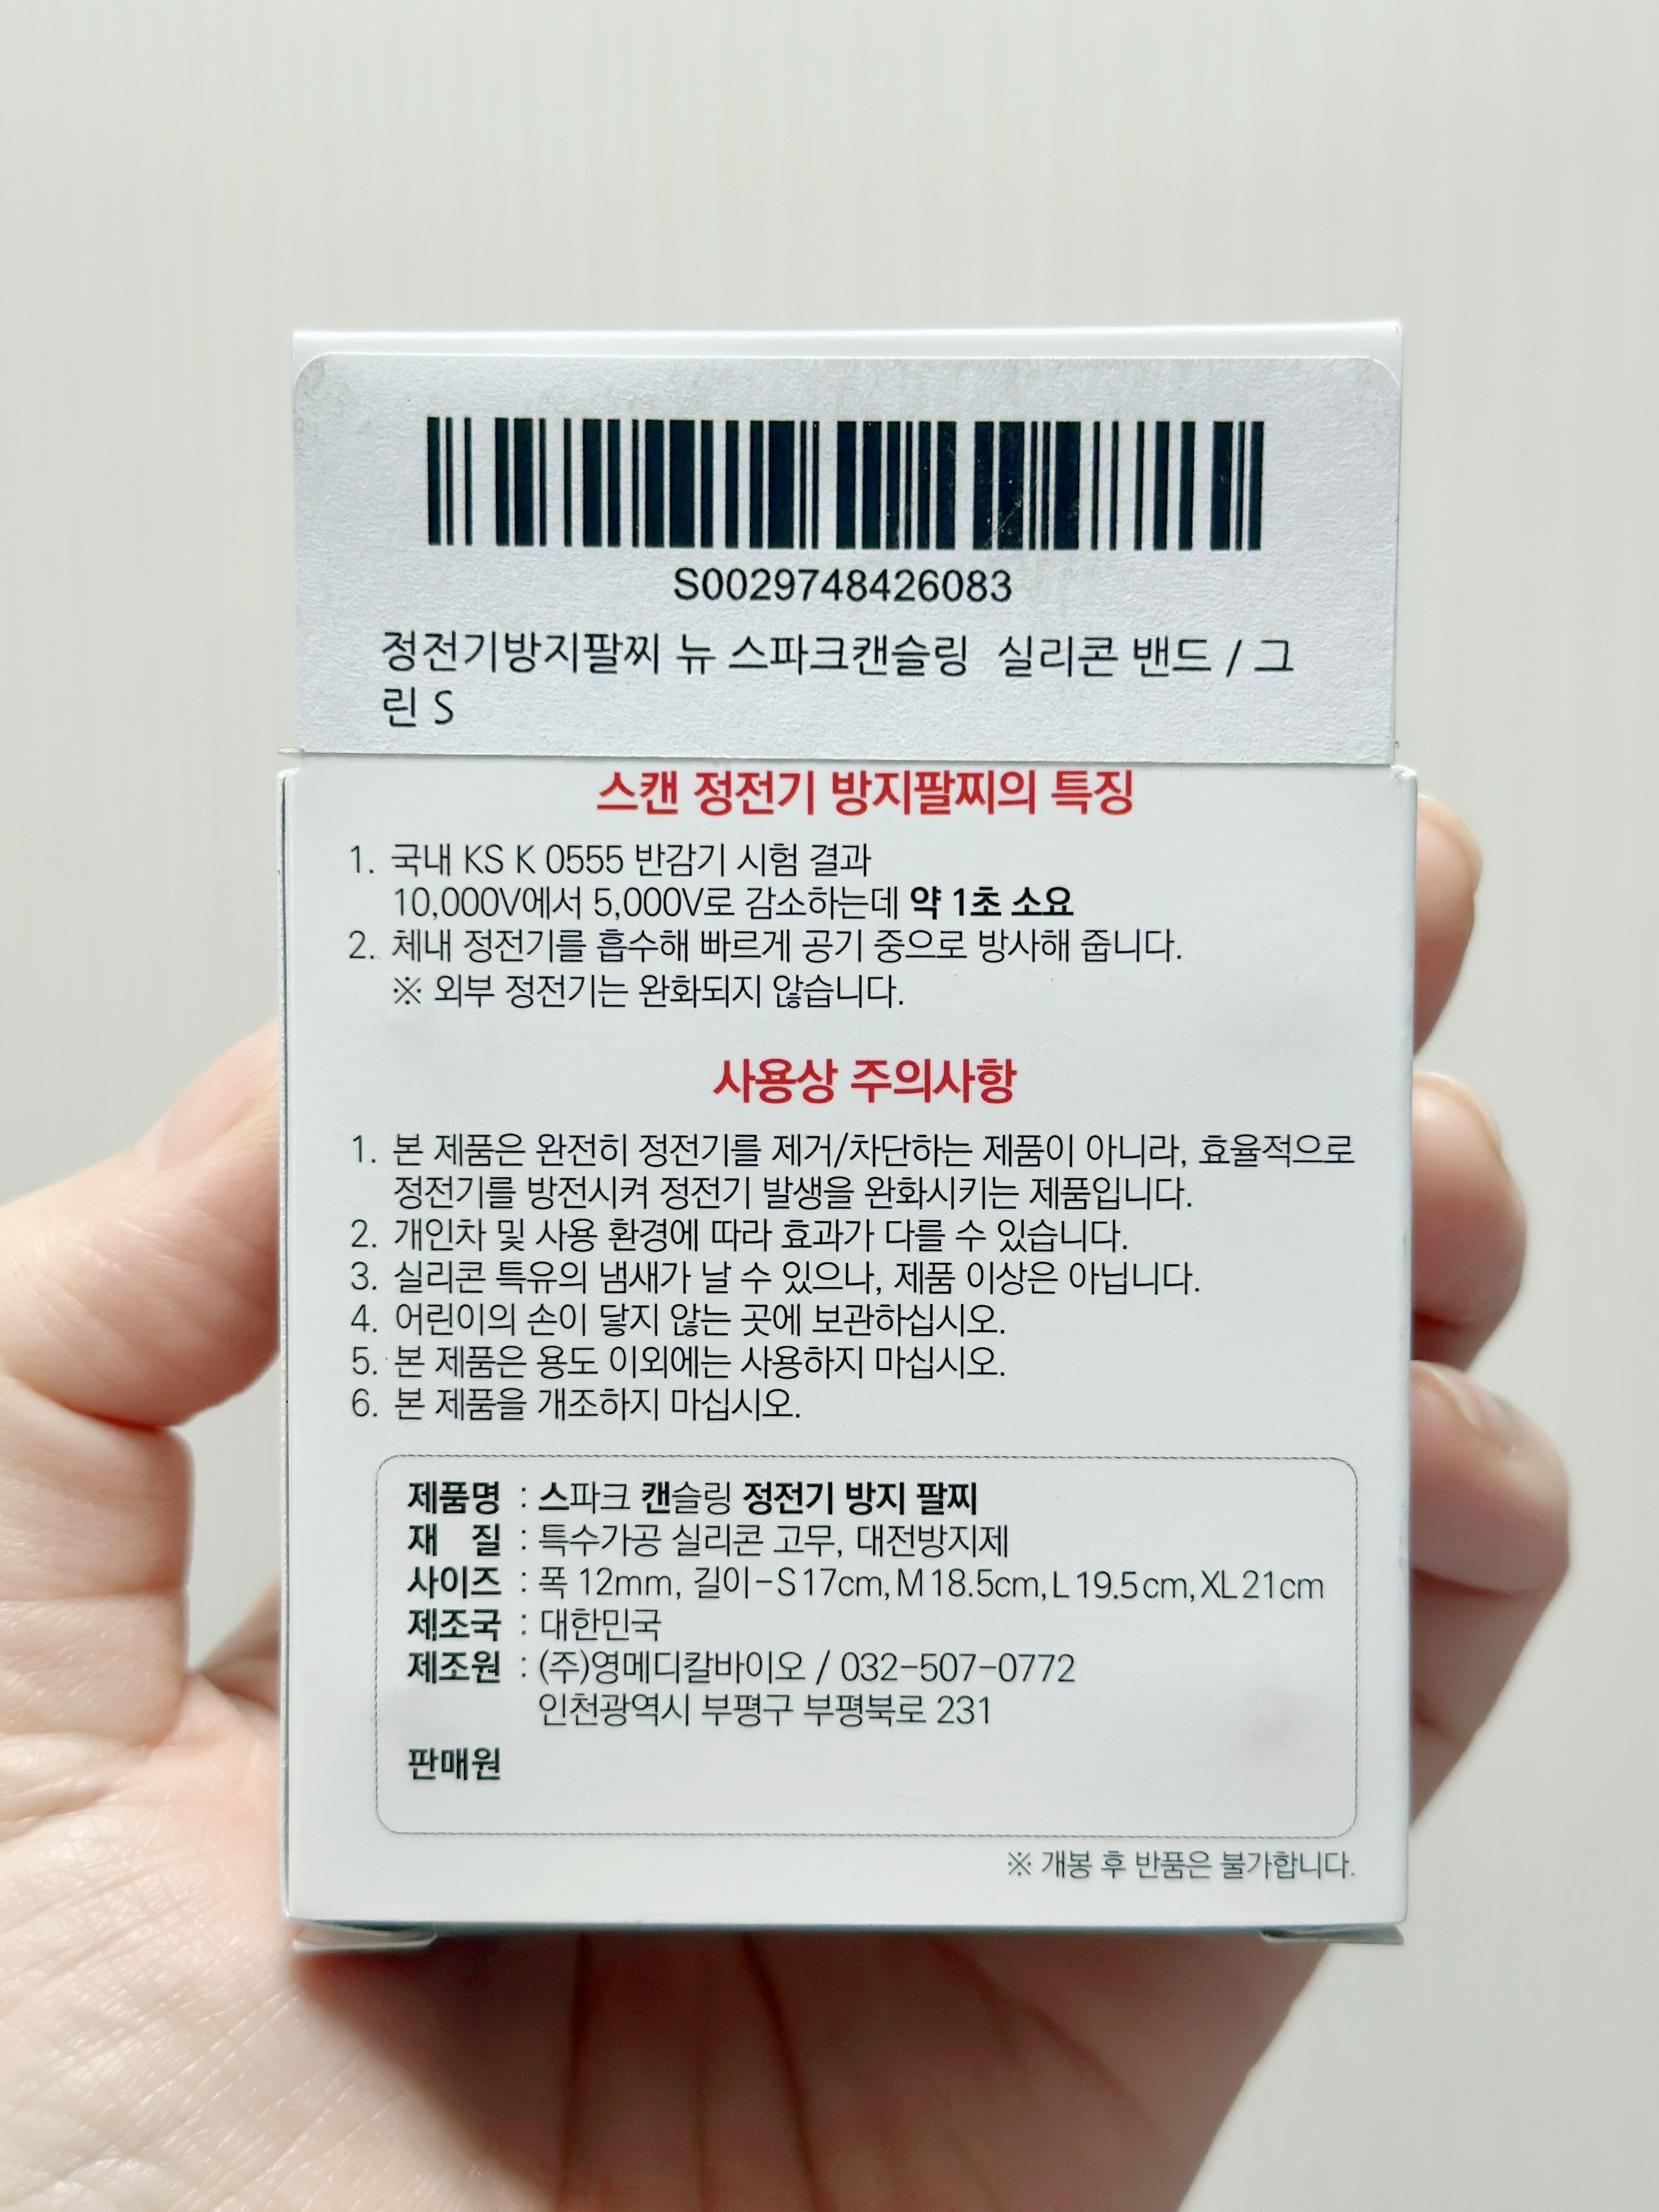 S0029748426083
정전기방지팔찌 뉴 스파크캔슬링 실리콘 밴드 / 그
린 S
스캔 정전기 방지팔찌의 특징
1. 국내 KS K 0555 반감기 시험 결과
10,000V에서 5,000V로 감소하는데 약 1초 소요
2. 체내 정전기를 흡수해 빠르게 공기 중으로 방사해 줍니다.
※ 외부 정전기는 완화되지 않습니다.
사용상 주의사항
1. 본 제품은 완전히 정전기를 제거/차단하는 제품이 아니라, 효율적으로
정전기를 방전시켜 정전기 발생을 완화시키는 제품입니다.
2. 개인차 및 사용 환경에 따라 효과가 다를 수 있습니다.
3. 실리콘 특유의 냄새가 날 수 있으나, 제품 이상은 아닙니다.
4. 어린이의 손이 닿지 않는 곳에 보관하십시오.
5. 본 제품은 용도 이외에는 사용하지 마십시오.
6. 본 제품을 개조하지 마십시오.
제품명 : 스파크 캔슬링 정전기 방지 팔찌
재 질 : 특수가공 실리콘 고무, 대전방지제
사이즈 : 폭 12mm, 길이-S17cm, M18.5cm, L19.5cm, XL21cm
제조국 : 대한민국
제조원 : (주)영메디칼바이오 / 032-507-0772
인천광역시 부평구 부평북로 231
판매원
※ 개봉 후 반품은 불가합니다.